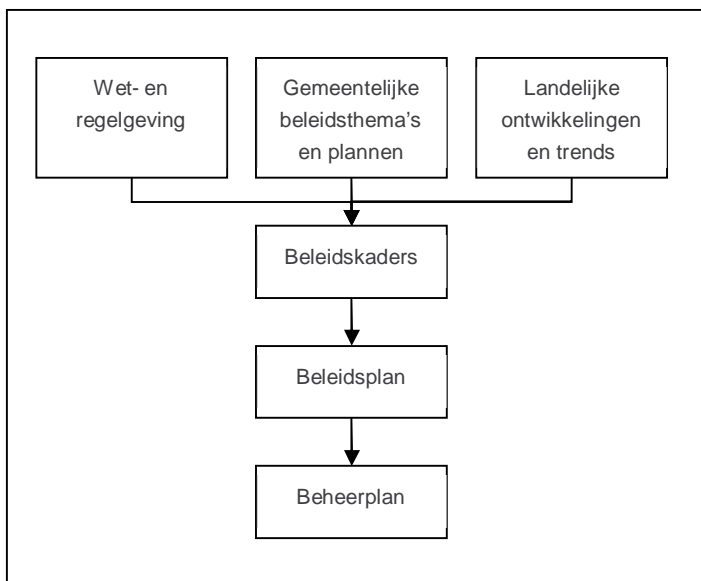 Wet- en
regelgeving
Gemeentelijke
beleidsthema's
en plannen
Landelijke
ontwikkelingen
en trends
Beleidskaders
Beleidsplan
Beheerplan